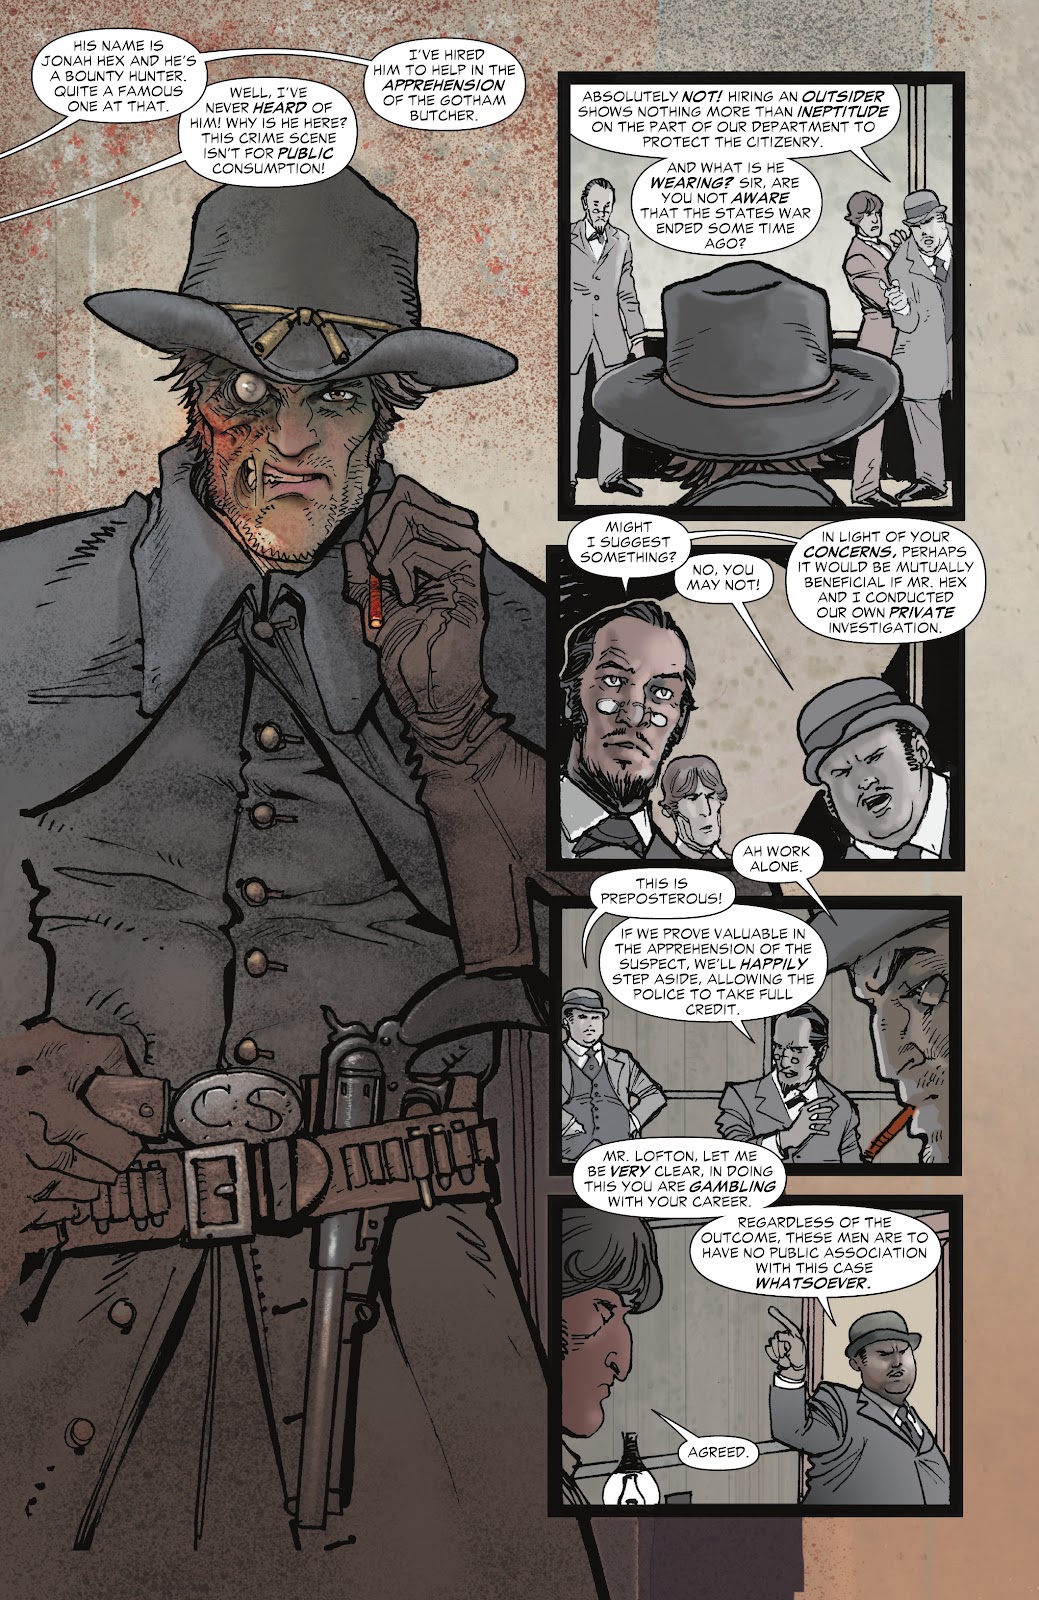 HIS NAME IS
JONAH HEX AND HE'S
A BOUNTY HUNTER.
QUITE A FAMOUS
ONE AT THAT.
WELL, I'VE
NEVER HEARD OF
HIM! WHY IS HE HERE?
THIS CRIME SCENE
ISN'T FOR PUBLIC
CONSUMPTION!
I'VE HIRED
HIM TO HELP IN THE
APPREHENSION
OF THE GOTHAM
BUTCHER.
CS
ABSOLUTELY NOT! HIRING AN OUTSIDER
SHOWS NOTHING MORE THAN INEPTITUDE
ON THE PART OF OUR DEPARTMENT TO
PROTECT THE CITIZENRY.
AND WHAT IS HE
WEARING? SIR, ARE
YOU NOT AWARE
THAT THE STATES WAR
ENDED SOME TIME
AGO?
MIGHT
I SUGGEST
SOMETHING?
NO, YOU
MAY NOT!
IN LIGHT OF YOUR
CONCERNS, PERHAPS
IT WOULD BE MUTUALLY
BENEFICIAL IF MR. HEX
AND I CONDUCTED
OUR OWN PRIVATE
INVESTIGATION.
AH WORK
ALONE.
THIS IS
PREPOSTEROUS!
IF WE PROVE VALUABLE IN
THE APPREHENSION OF THE
SUSPECT, WE'LL HAPPILY
STEP ASIDE, ALLOWING THE
POLICE TO TAKE FULL
CREDIT.
MR. LOFTON, LET ME
BE VERY CLEAR, IN DOING
THIS YOU ARE GAMBLING
WITH YOUR CAREER.
REGARDLESS OF THE
OUTCOME, THESE MEN ARE TO
HAVE NO PUBLIC ASSOCIATION
WITH THIS CASE
WHATSOEVER.
AGREED.